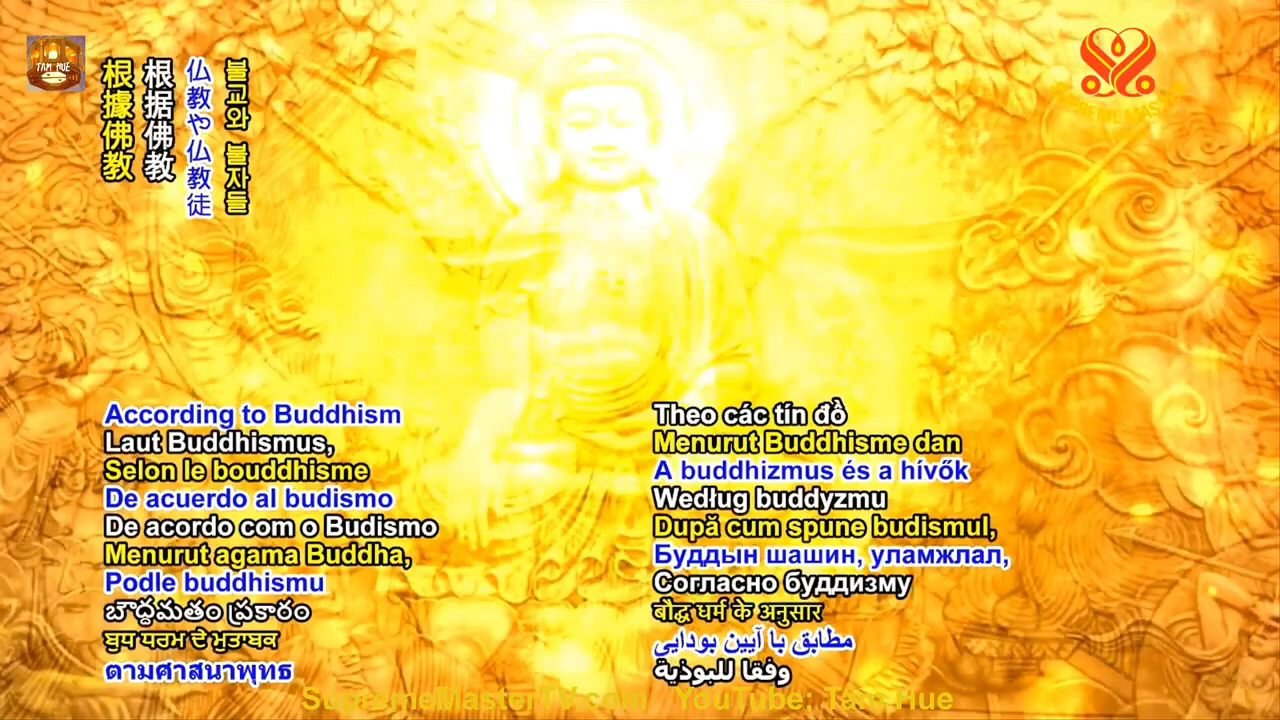 TAM HUE
根據佛教
根据佛教
仏教や仏教徒
불교와 불자들
According to Buddhism
Laut Buddhismus,
Selon le bouddhisme
De acuerdo al budismo
De acordo com o Budismo
Menurut agama Buddha,
Podle buddhismu
బౌద్ధమతం ప్రకారం
ਬੁਧ ਧਰਮ ਦੇ ਮੁਤਾਬਕ
ตามศาสนาพุทธ
Theo các tín đồ
Menurut Buddhisme dan
A buddhizmus és a hívők
Według buddyzmu
După cum spune budismul,
Буддын шашин, уламжлал,
Согласно буддизму
बौद्ध धर्म के अनुसार
مطابق با آیین بودایی
وفقا للبوذية
SupremeMasterTV.com YouTube: Tam Hue